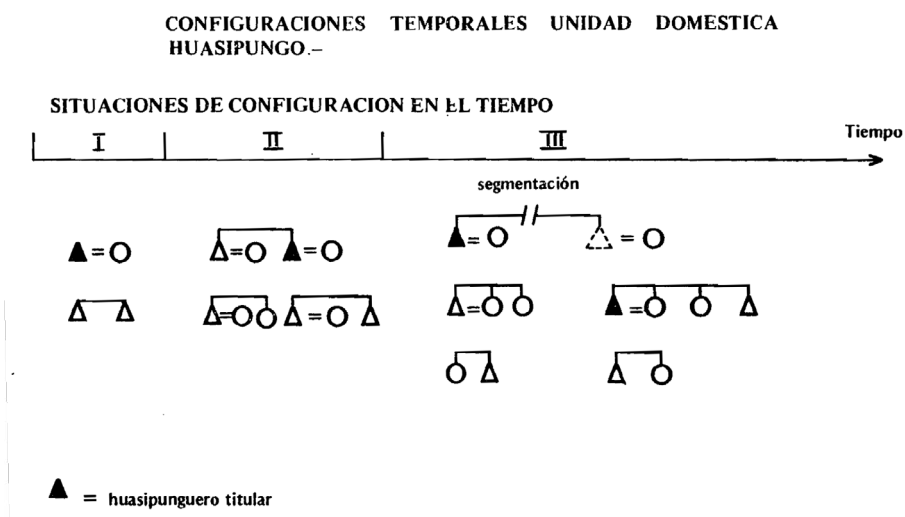 CONFIGURACIONES TEMPORALES UNIDAD DOMESTICA
HUASIPUNGO.–
SITUACIONES DE CONFIGURACION EN EL TIEMPO
I II III Tiempo
segmentación
= huasipunguero titular